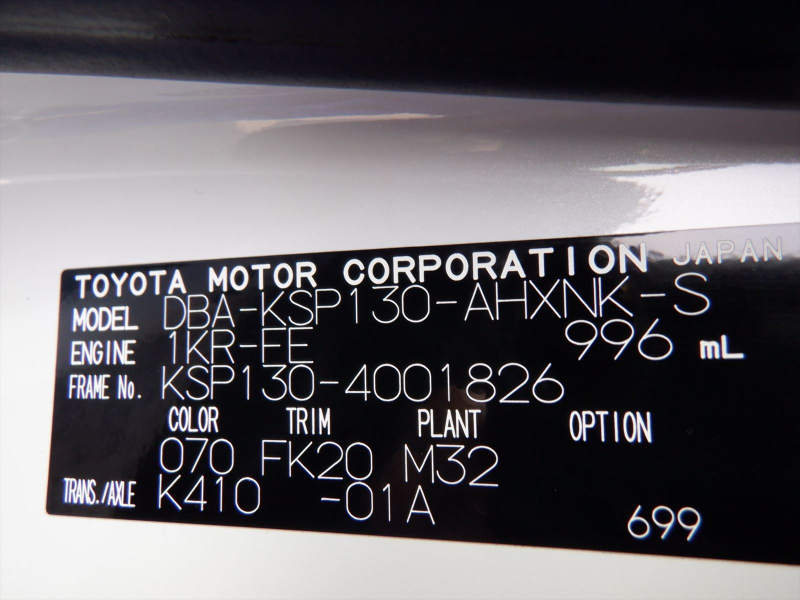 TOYOTA MOTOR CORPORATION JAPAN
MODEL DBA-KSP130-AHXNK-S
ENGINE 1KR-FE 996 mL
FRAME No. KSP130-4001826
COLOR TRIM PLANT OPTION
070 FK20 M32
TRANS./AXLE K410 -01A
699